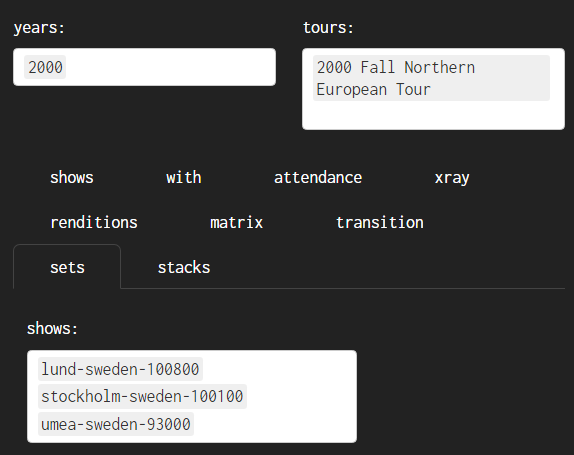 years: tours:
2000
2000 Fall Northern
European Tour
shows with attendance xray
renditions matrix transition
sets stacks
shows:
lund-sweden-100800
stockholm-sweden-100100
umea-sweden-93000